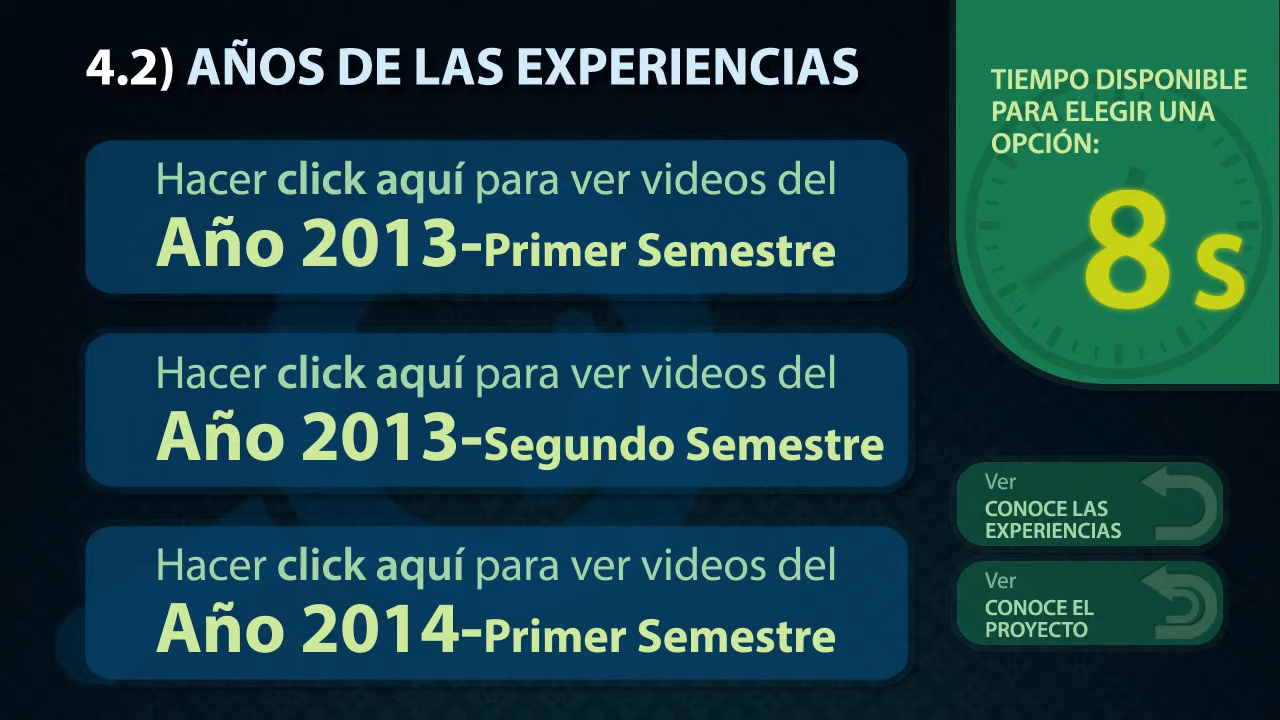 4.2) AÑOS DE LAS EXPERIENCIAS
Hacer click aquí para ver videos del
Año 2013-Primer Semestre
Hacer click aquí para ver videos del
Año 2013-Segundo Semestre
Hacer click aquí para ver videos del
Año 2014-Primer Semestre
TIEMPO DISPONIBLE
PARA ELEGIR UNA
OPCIÓN:
8 s
Ver
CONOCE LAS
EXPERIENCIAS
Ver
CONOCE EL
PROYECTO